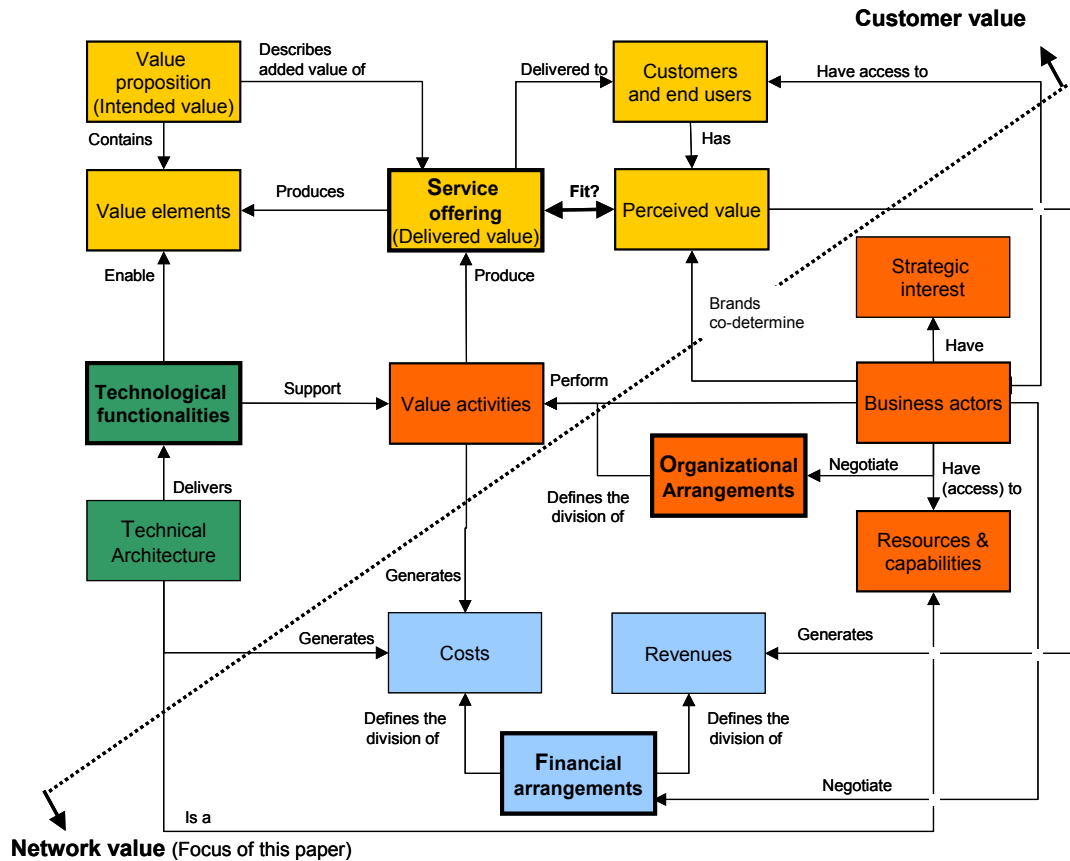 Customer value
Value
proposition
(Intended value)
Describes
added value of
Delivered to
Customers
and end users
Have access to
Contains
Has
Value elements
Produces
Service
offering
(Delivered value)
Fit?
Perceived value
Enable
Produce
Strategic
interest
Brands
co-determine
Have
Technological
functionalities
Support
Value activities
Perform
Business actors
Organizational
Arrangements
Negotiate
Have
(access) to
Delivers
Defines the
division of
Technical
Architecture
Resources &
capabilities
Generates
Generates
Costs
Revenues
Generates
Defines the
division of
Defines the
division of
Financial
arrangements
Negotiate
Is a
Network value (Focus of this paper)